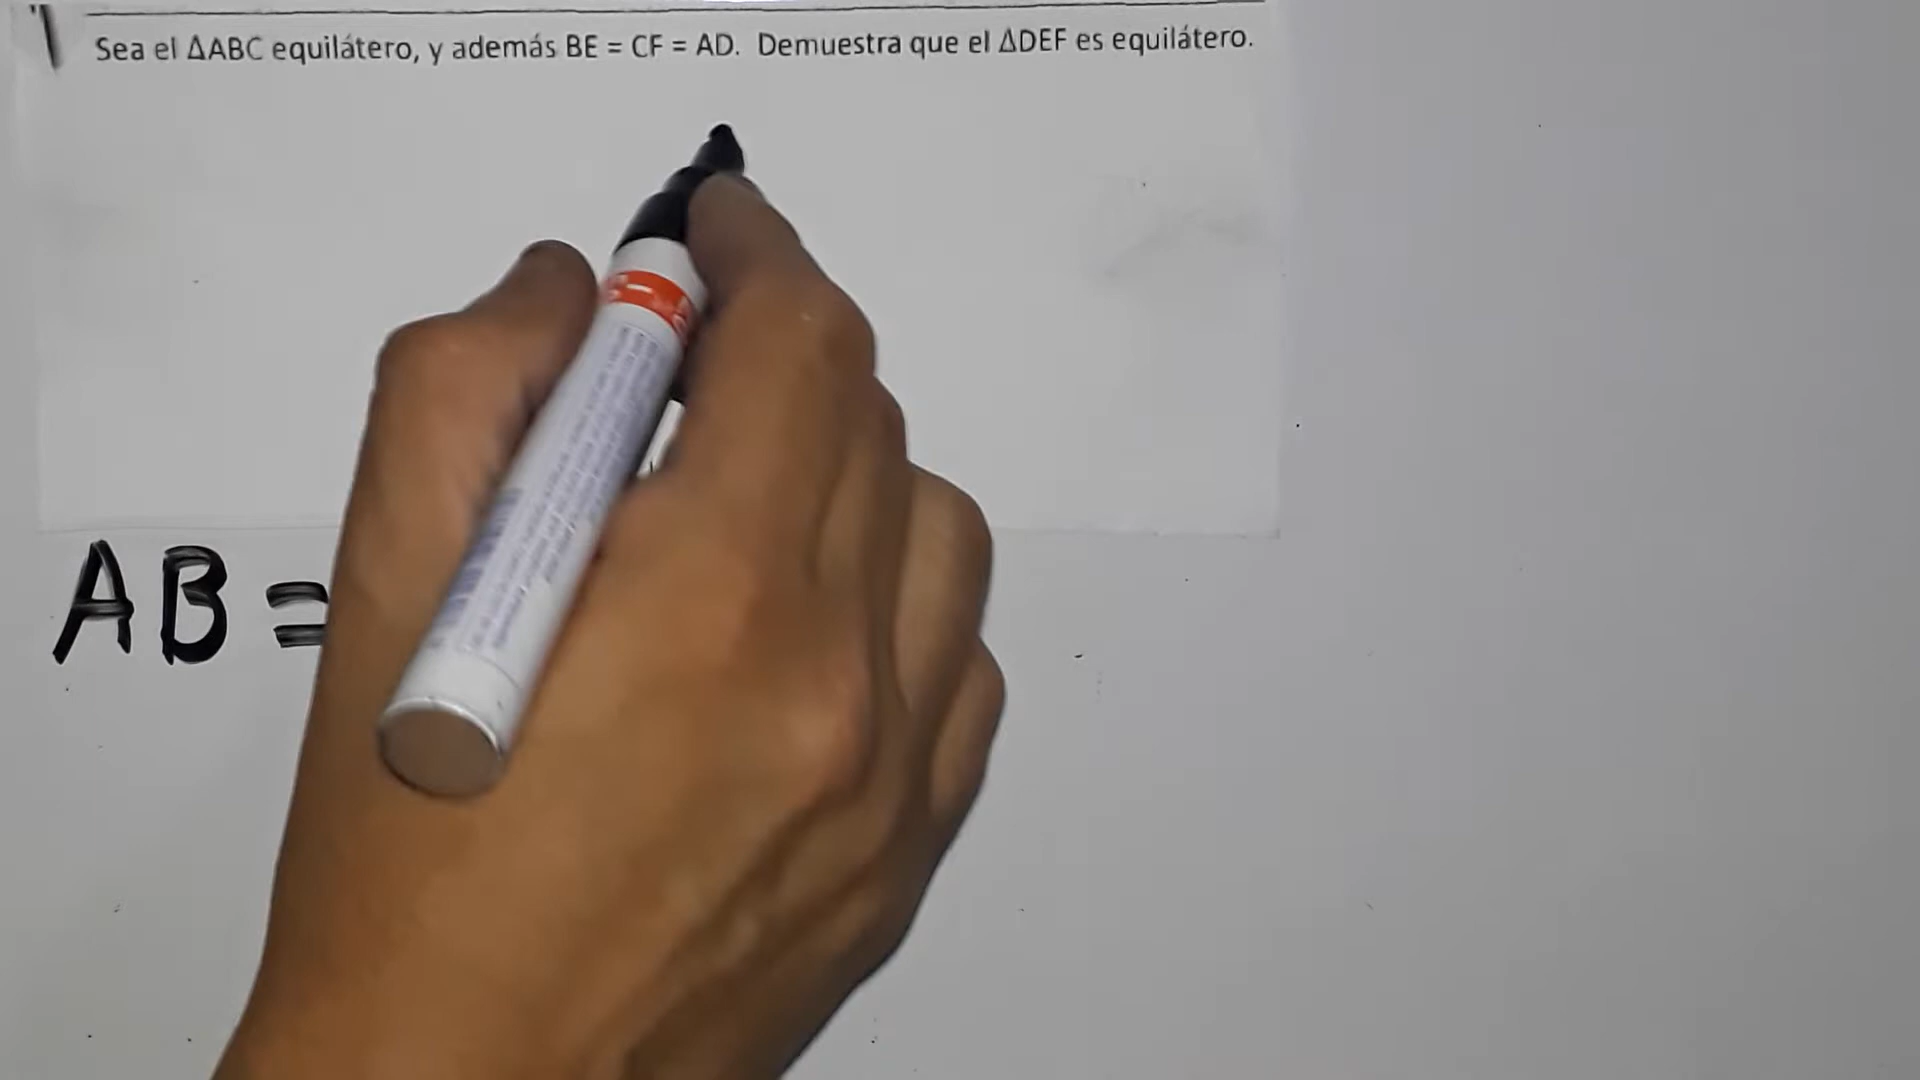 Sea el ΔABC equilátero, y además BE = CF = AD. Demuestra que el ΔDEF es equilátero.
AB =